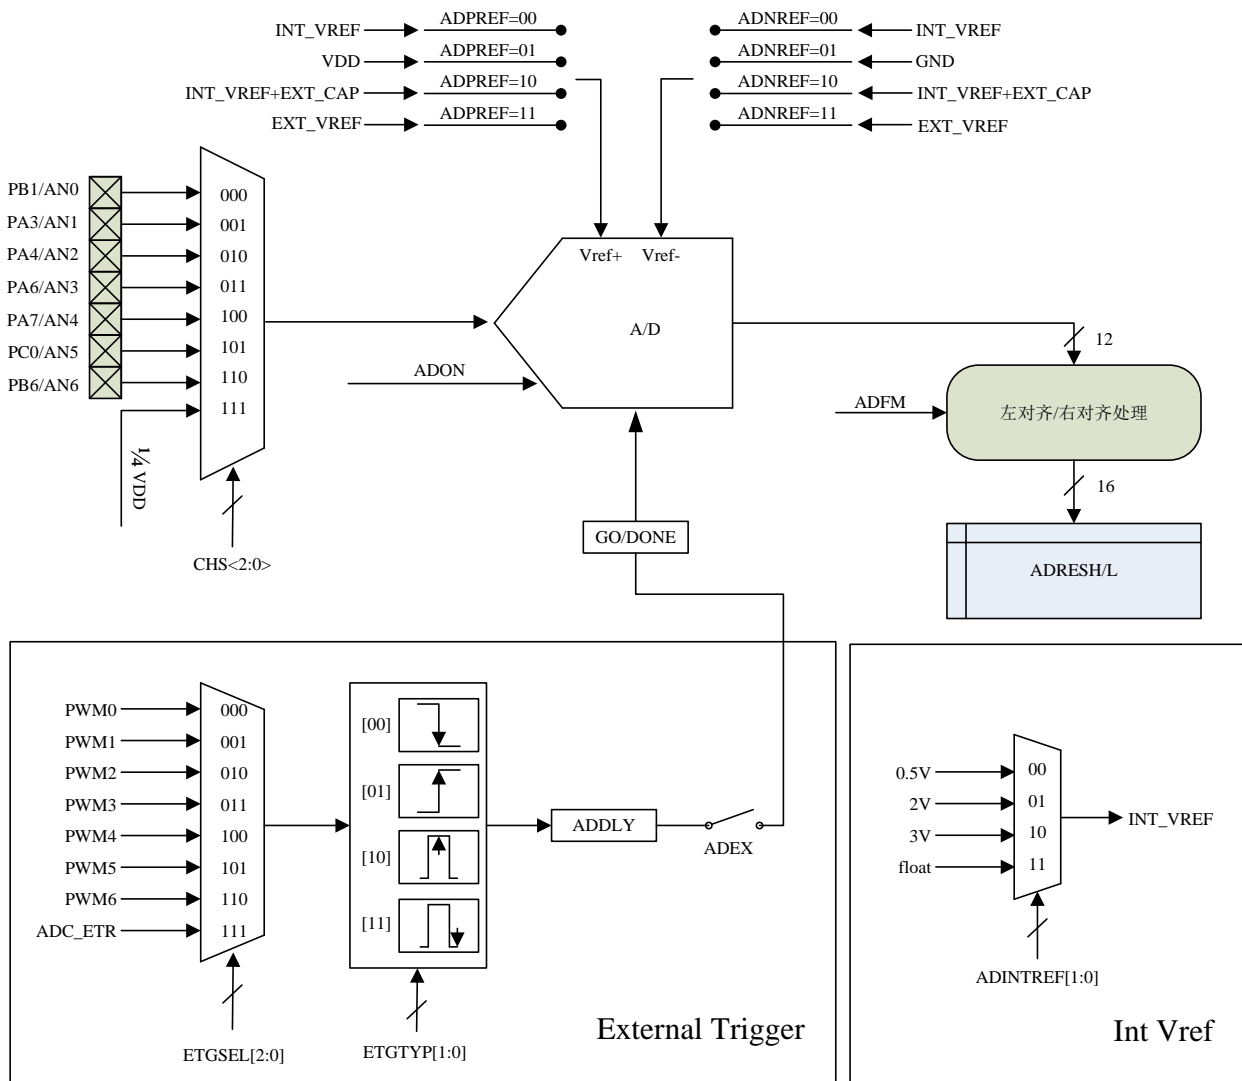 INT_VREF ADPREF=00 ADNREF=00 INT_VREF
VDD ADPREF=01 ADNREF=01 GND
INT_VREF+EXT_CAP ADPREF=10 ADNREF=10 INT_VREF+EXT_CAP
EXT_VREF ADPREF=11 ADNREF=11 EXT_VREF
PB1/AN0 000
PA3/AN1 001
PA4/AN2 010
PA6/AN3 011
PA7/AN4 100
PC0/AN5 101
PB6/AN6 110
111
¼ VDD
CHS<2:0>
Vref+ Vref-
A/D
ADON
12
ADFM
左对齐/右对齐处理
16
GO/DONE
ADRESH/L
PWM0 000
PWM1 001
PWM2 010
PWM3 011
PWM4 100
PWM5 101
PWM6 110
ADC_ETR 111
ETGSEL[2:0]
[00]
[01]
[10]
[11]
ETGTYP[1:0]
ADDLY
ADEX
External Trigger
0.5V 00
2V 01
3V 10
float 11
INT_VREF
ADINTREF[1:0]
Int Vref